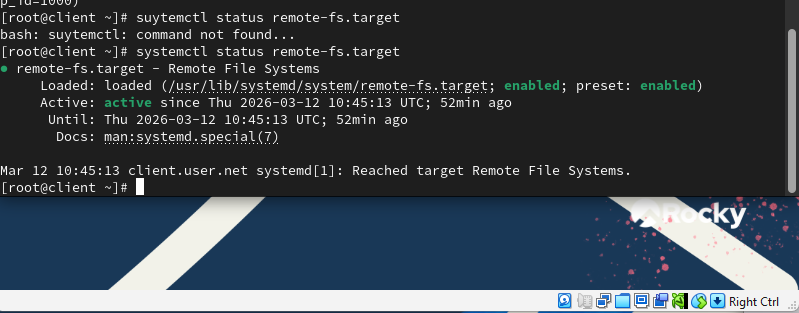 p_id=1000)
[root@client ~]# suytemctl status remote-fs.target
bash: suytemctl: command not found...
[root@client ~]# systemctl status remote-fs.target
● remote-fs.target - Remote File Systems
     Loaded: loaded (/usr/lib/systemd/system/remote-fs.target; enabled; preset: enabled)
     Active: active since Thu 2026-03-12 10:45:13 UTC; 52min ago
      Until: Thu 2026-03-12 10:45:13 UTC; 52min ago
       Docs: man:systemd.special(7)

Mar 12 10:45:13 client.user.net systemd[1]: Reached target Remote File Systems.
[root@client ~]#
Rocky
Right Ctrl